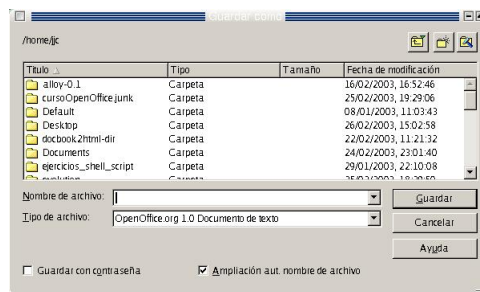 Guardar como
/home/jjc
Título Tipo Tamaño Fecha de modificación
alloy-0.1 Carpeta 16/02/2003, 16:52:46
cursoOpenOffice.junk Carpeta 25/02/2003, 19:29:06
Default Carpeta 08/01/2003, 11:03:43
Desktop Carpeta 26/02/2003, 15:02:58
docbook2html-dir Carpeta 22/02/2003, 11:21:32
Documents Carpeta 24/02/2003, 23:01:40
ejercicios_shell_script Carpeta 29/01/2003, 22:10:08
evolution Carpeta
Nombre de archivo: Guardar
Tipo de archivo: OpenOffice.org 1.0 Documento de texto Cancelar
Ayuda
Guardar con contraseña Ampliación aut. nombre de archivo